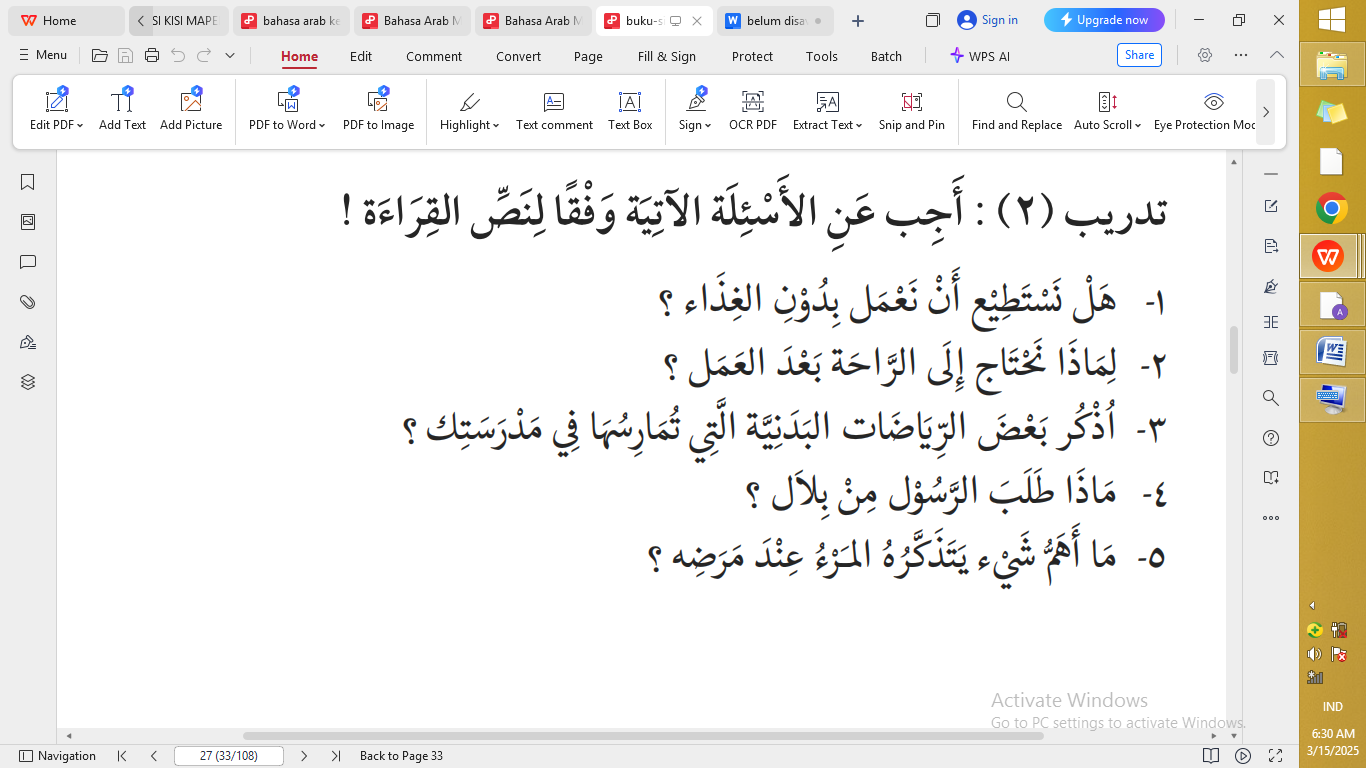 Home
SI KISI MAPE
bahasa arab ke
Bahasa Arab M
Bahasa Arab M
buku-s
belum disa
Sign in
Upgrade now
Menu
Home
Edit
Comment
Convert
Page
Fill & Sign
Protect
Tools
Batch
WPS AI
Share
Edit PDF
Add Text
Add Picture
PDF to Word
PDF to Image
Highlight
Text comment
Text Box
Sign
OCR PDF
Extract Text
Snip and Pin
Find and Replace
Auto Scroll
Eye Protection Mod
تدريب (٢) : أَجِب عَنِ الأَسْئِلَة الآتِيَة وَفْقًا لِنَصِّ القِرَاءَة !
١- هَلْ نَسْتَطِيْع أَنْ نَعْمَل بِدُوْنِ الغِذَاء ؟
٢- لِمَاذَا نَحْتَاج إِلَى الرَّاحَة بَعْدَ العَمَل ؟
٣- اُذْكُر بَعْضَ الرِّيَاضَات البَدَنِيَّة الَّتِي تُمَارِسُهَا فِي مَدْرَسَتِك ؟
٤- مَاذَا طَلَبَ الرَّسُوْل مِنْ بِلاَل ؟
٥- مَا أَهَمُّ شَيْء يَتَذَكَّرُهُ المَرْءُ عِنْدَ مَرَضِه ؟
Activate Windows
Go to PC settings to activate Windows.
Navigation
27 (33/108)
Back to Page 33
IND
6:30 AM
3/15/2025